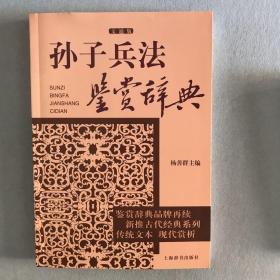 文通版
孙子兵法
SUNZI
BINGFA
JIANSHANG
CIDIAN
鉴赏辞典
杨善群主编
鉴赏辞典品牌再续
新推古代经典系列
传统文本 现代赏析
上海辞书出版社